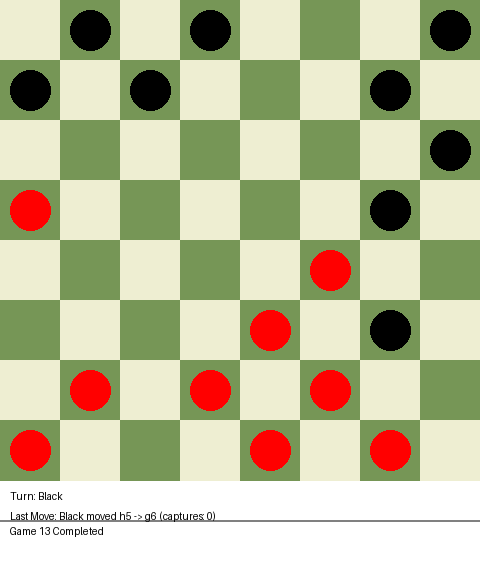 Turn: Black
Last Move: Black moved h5 -> g6 (captures: 0)
Game 13 Completed